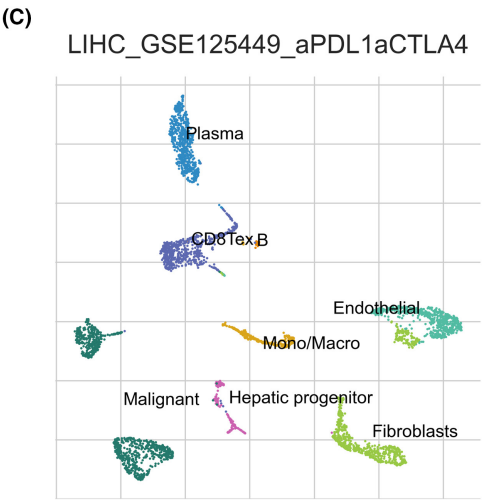 (C)
LIHC_GSE125449_aPDL1aCTLA4
Plasma
CD8Tex B
Endothelial
Mono/Macro
Malignant
Hepatic progenitor
Fibroblasts